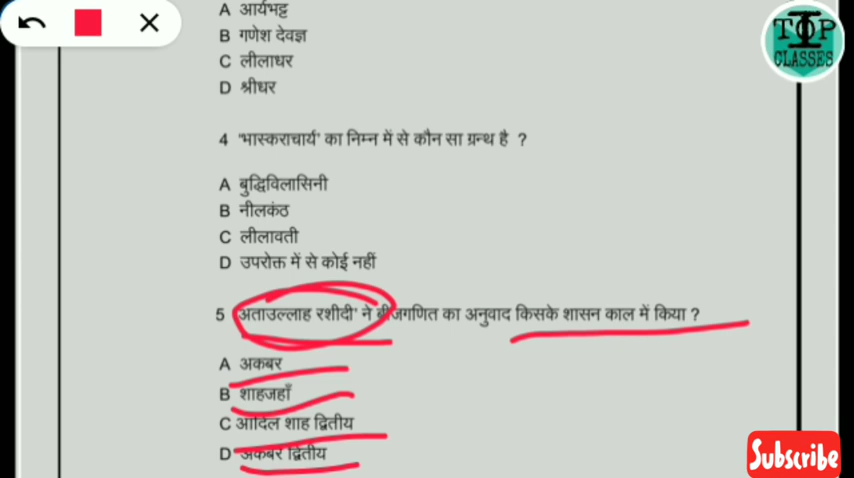 A आर्यभट्ट
B गणेश देवज्ञ
C लीलाधर
D श्रीधर
4 'भास्कराचार्य' का निम्न में से कौन सा ग्रन्थ है ?
A बुद्धिविलासिनी
B नीलकंठ
C लीलावती
D उपरोक्त में से कोई नहीं
5 'अताउल्लाह रशीदी' ने बीजगणित का अनुवाद किसके शासन काल में किया ?
A अकबर
B शाहजहाँ
C आदिल शाह द्वितीय
D अकबर द्वितीय
TOP
CLASSES
Subscribe